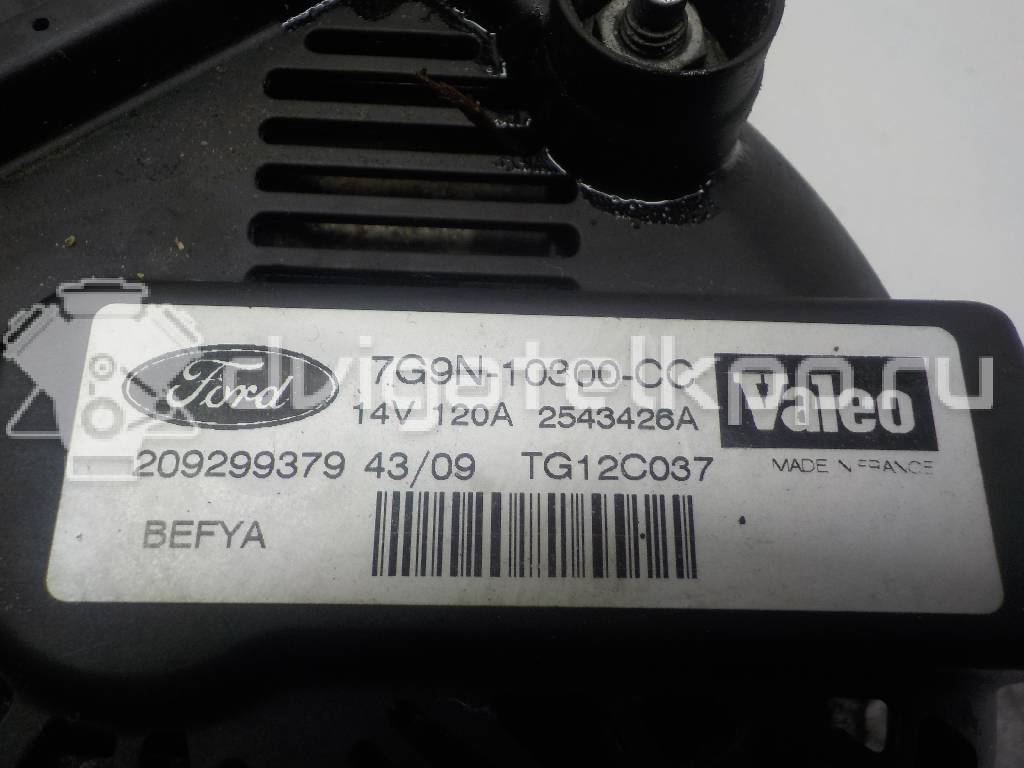 Ford
7G9N-10300-CC
14V 120A 2543426A
Valeo
209299379 43/09 TG12C037
MADE IN FRANCE
BEFYA
dvigatelkom.ru